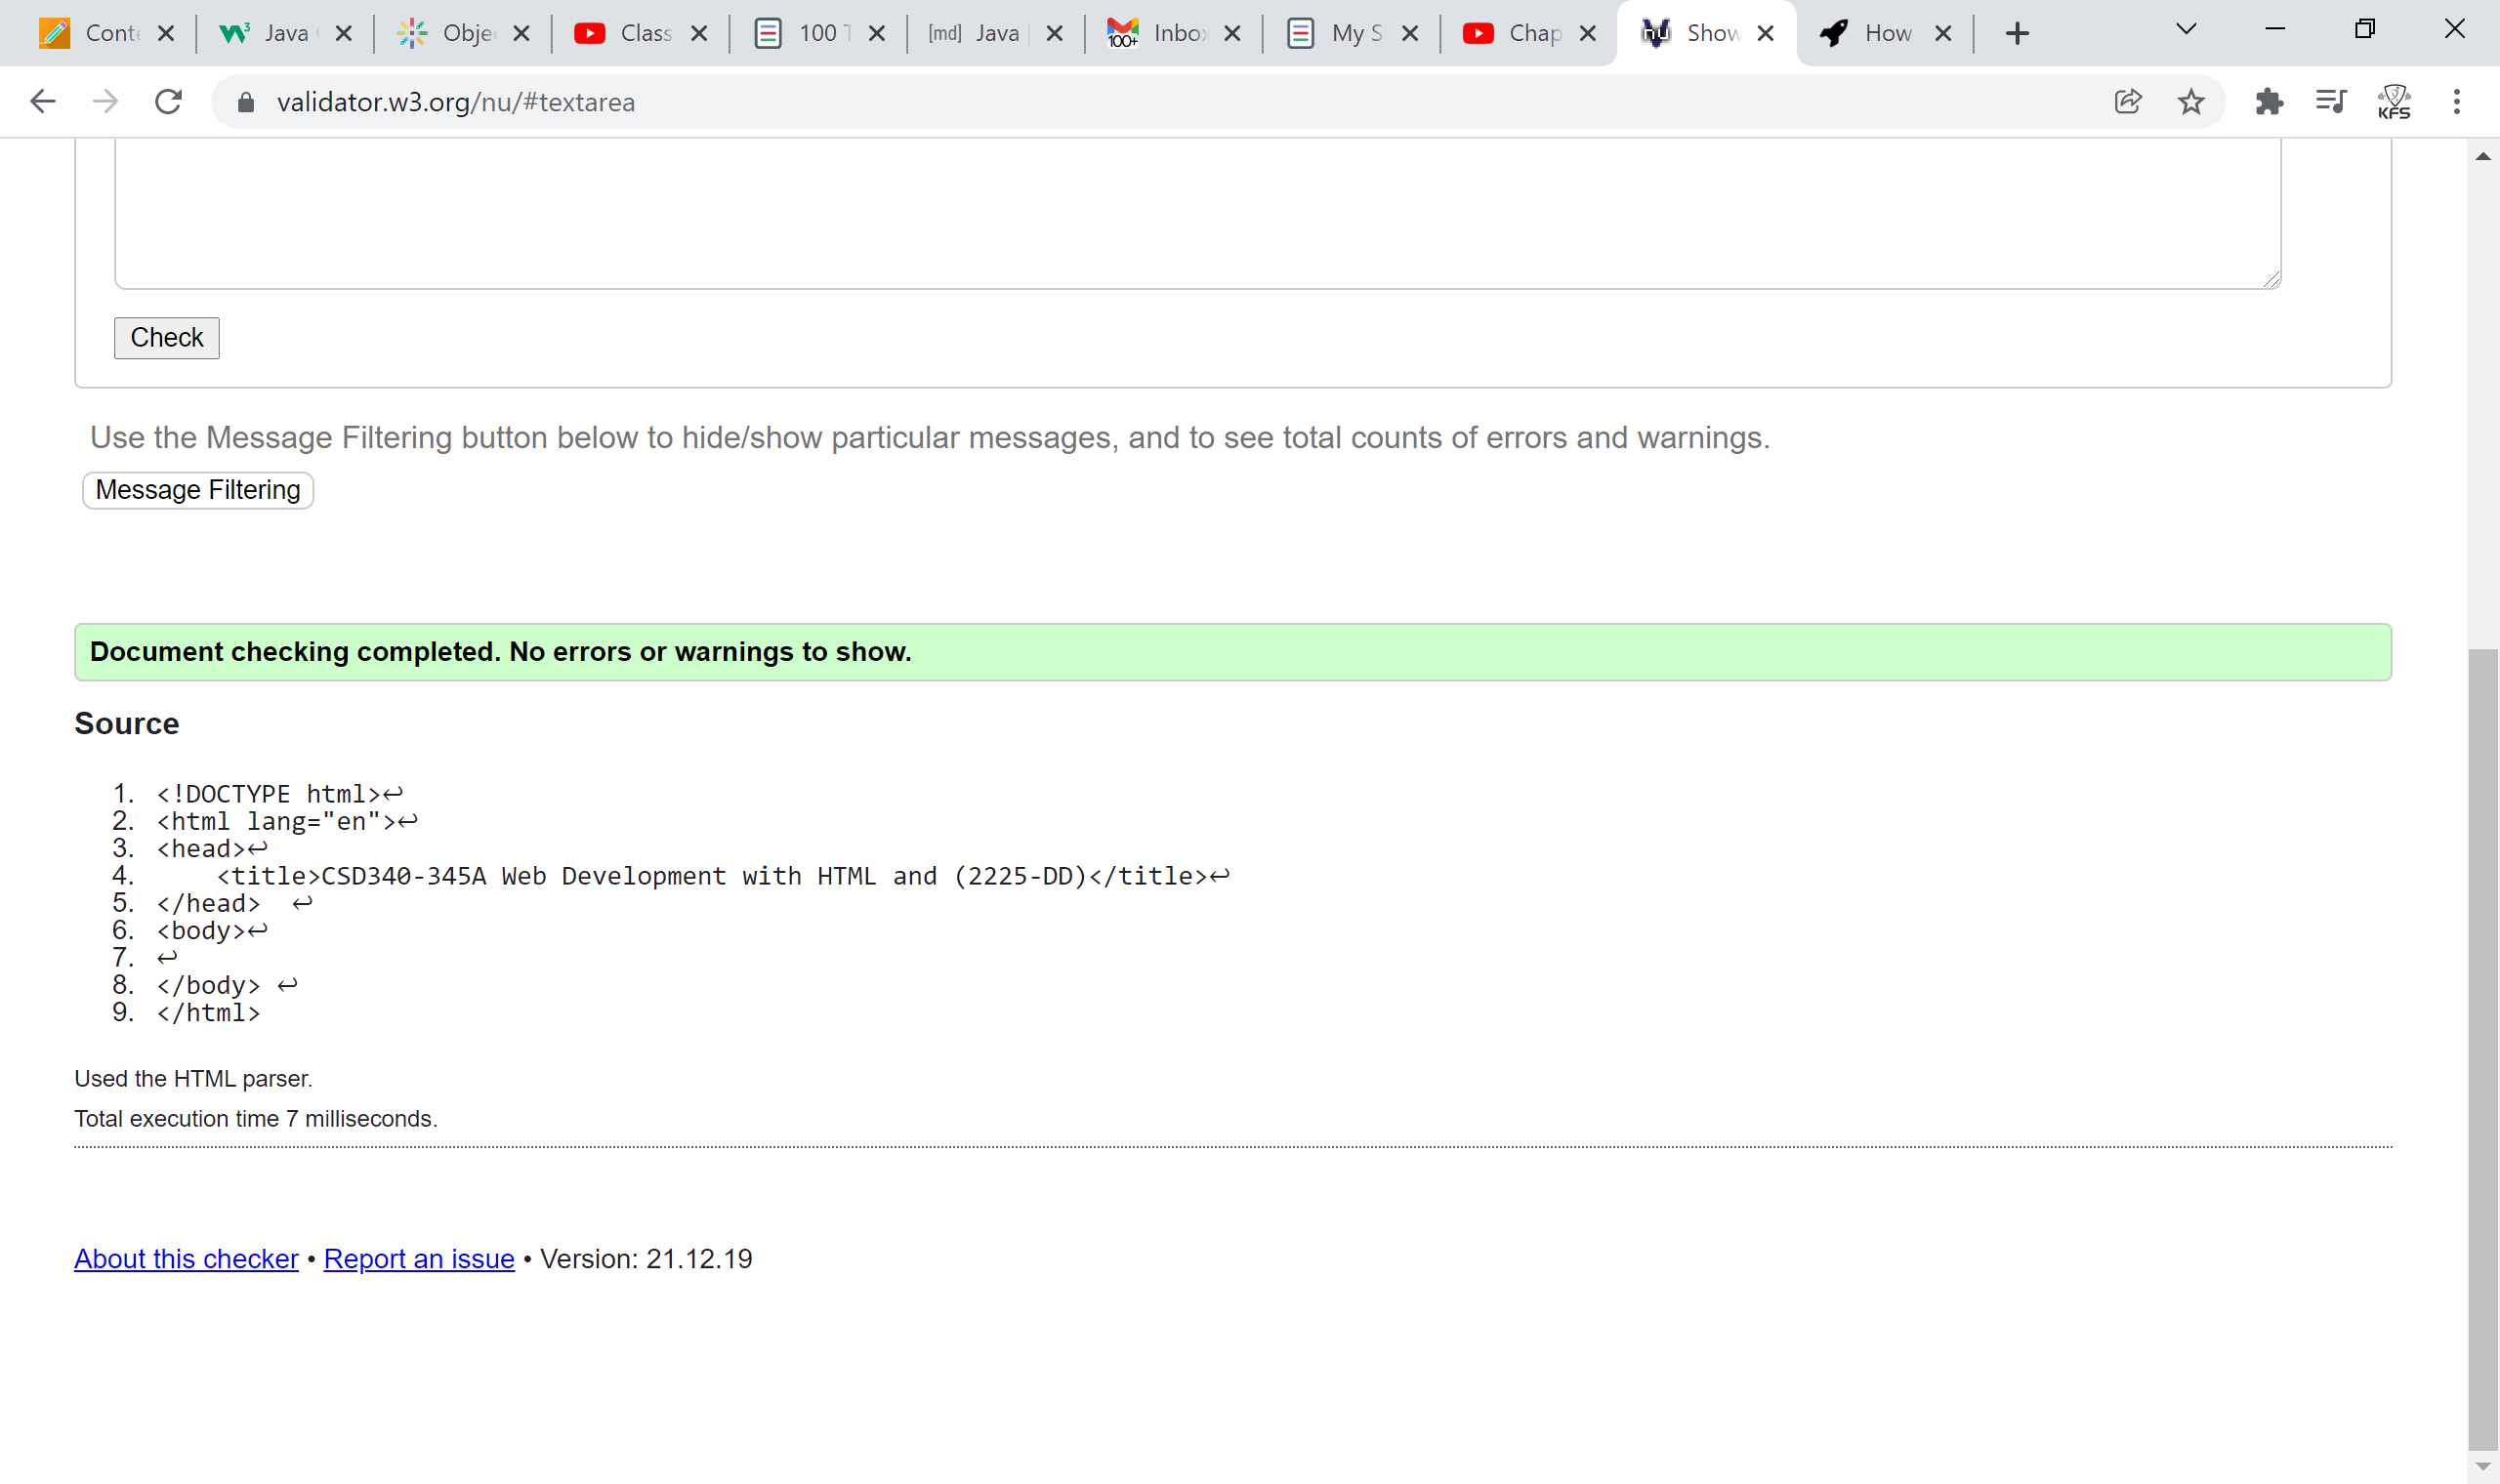 Java
Class
100
[md] Java
100+
My S
Chap
Show
How
validator.w3.org/nu/#textarea
KFS
Check
Use the Message Filtering button below to hide/show particular messages, and to see total counts of errors and warnings.
Message Filtering
Document checking completed. No errors or warnings to show.
Source
1. <!DOCTYPE html>↩
2. <html lang="en">↩
3. <head>↩
4.     <title>CSD340-345A Web Development with HTML and (2225-DD)</title>↩
5. </head>  ↩
6. <body>↩
7. ↩
8. </body> ↩
9. </html>
Used the HTML parser.
Total execution time 7 milliseconds.
About this checker • Report an issue • Version: 21.12.19